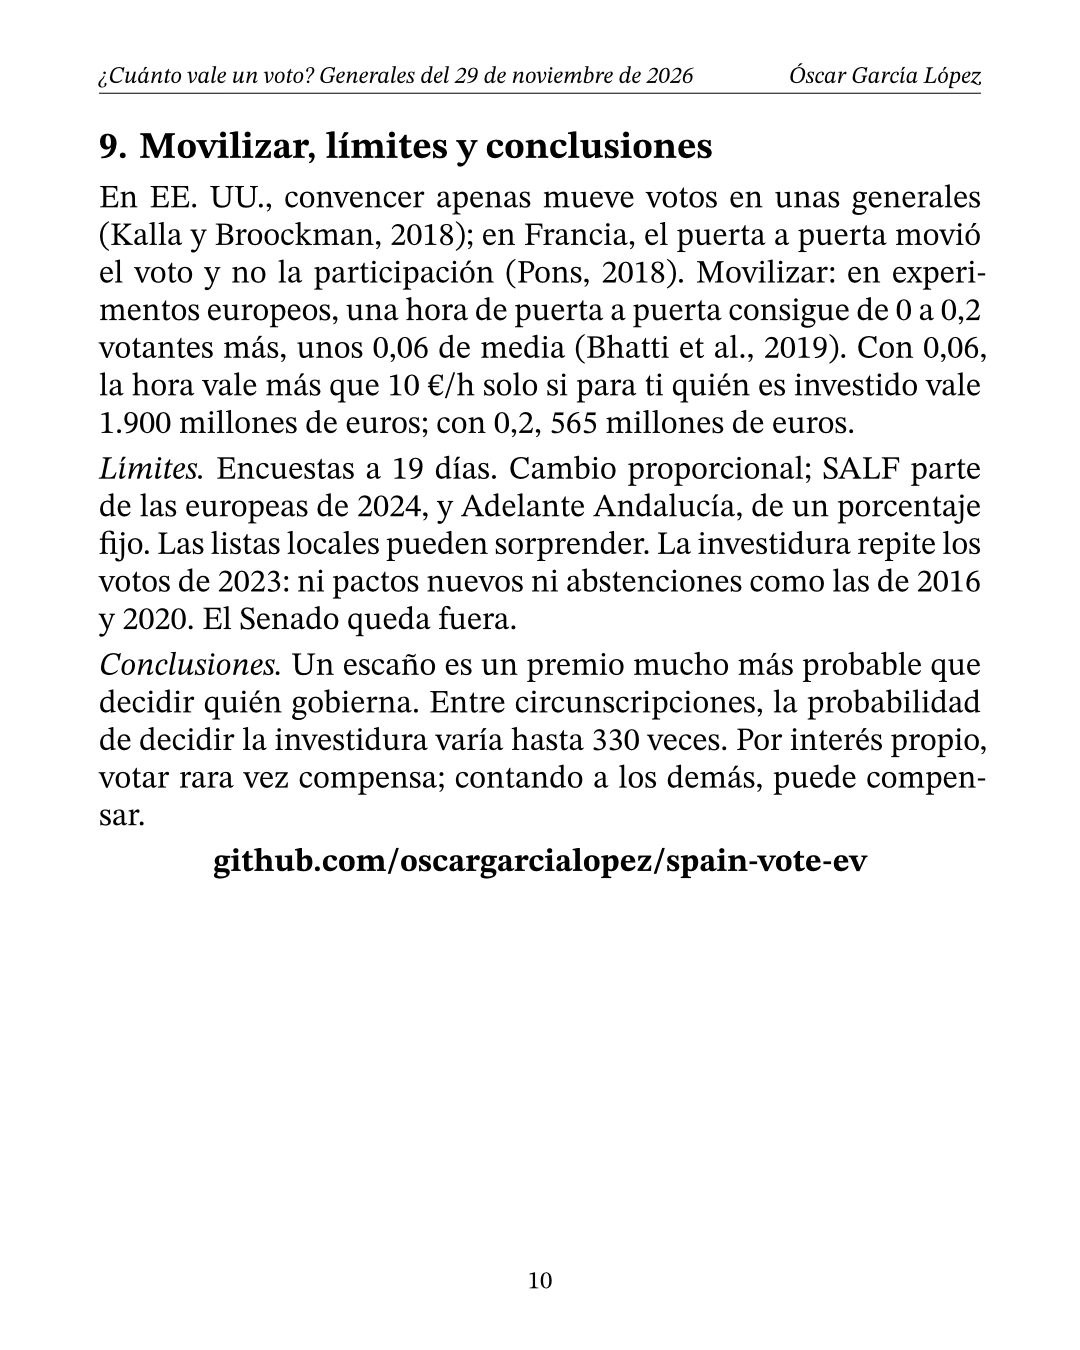 ¿Cuánto vale un voto? Generales del 29 de noviembre de 2026 Óscar García López
9. Movilizar, límites y conclusiones
En EE. UU., convencer apenas mueve votos en unas generales
(Kalla y Broockman, 2018); en Francia, el puerta a puerta movió
el voto y no la participación (Pons, 2018). Movilizar: en experi-
mentos europeos, una hora de puerta a puerta consigue de 0 a 0,2
votantes más, unos 0,06 de media (Bhatti et al., 2019). Con 0,06,
la hora vale más que 10 €/h solo si para ti quién es investido vale
1.900 millones de euros; con 0,2, 565 millones de euros.
Límites. Encuestas a 19 días. Cambio proporcional; SALF parte
de las europeas de 2024, y Adelante Andalucía, de un porcentaje
fijo. Las listas locales pueden sorprender. La investidura repite los
votos de 2023: ni pactos nuevos ni abstenciones como las de 2016
y 2020. El Senado queda fuera.
Conclusiones. Un escaño es un premio mucho más probable que
decidir quién gobierna. Entre circunscripciones, la probabilidad
de decidir la investidura varía hasta 330 veces. Por interés propio,
votar rara vez compensa; contando a los demás, puede compen-
sar.
github.com/oscargarcialopez/spain-vote-ev
10